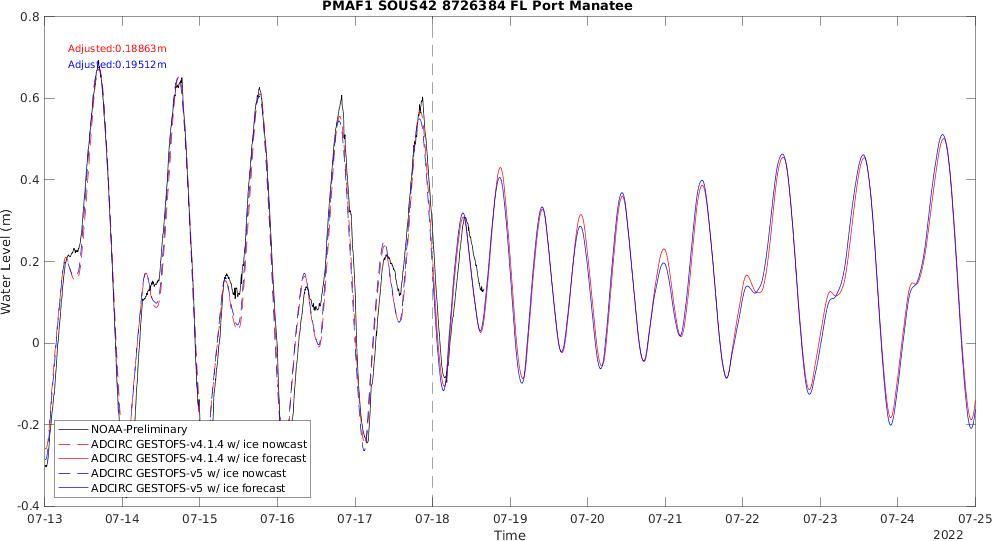 PMAF1 SOUS42 8726384 FL Port Manatee
Adjusted:0.18863m
Adjusted:0.19512m
Water Level (m)
0.8
0.6
0.4
0.2
0
-0.2
-0.4
NOAA-Preliminary
ADCIRC GESTOFS-v4.1.4 w/ ice nowcast
ADCIRC GESTOFS-v4.1.4 w/ ice forecast
ADCIRC GESTOFS-v5 w/ ice nowcast
ADCIRC GESTOFS-v5 w/ ice forecast
07-13 07-14 07-15 07-16 07-17 07-18 07-19 07-20 07-21 07-22 07-23 07-24 07-25
Time
2022